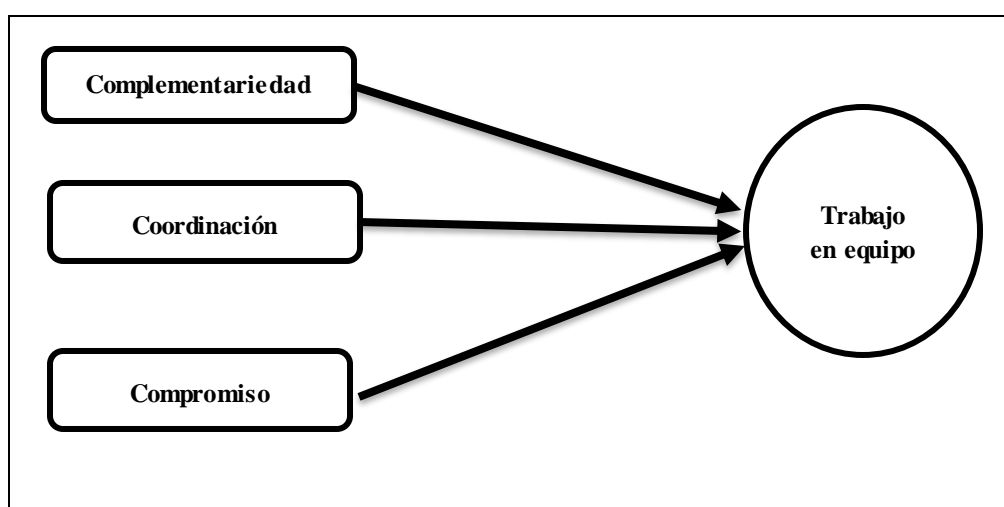 Complementariedad
Coordinación
Compromiso
Trabajo
en equipo